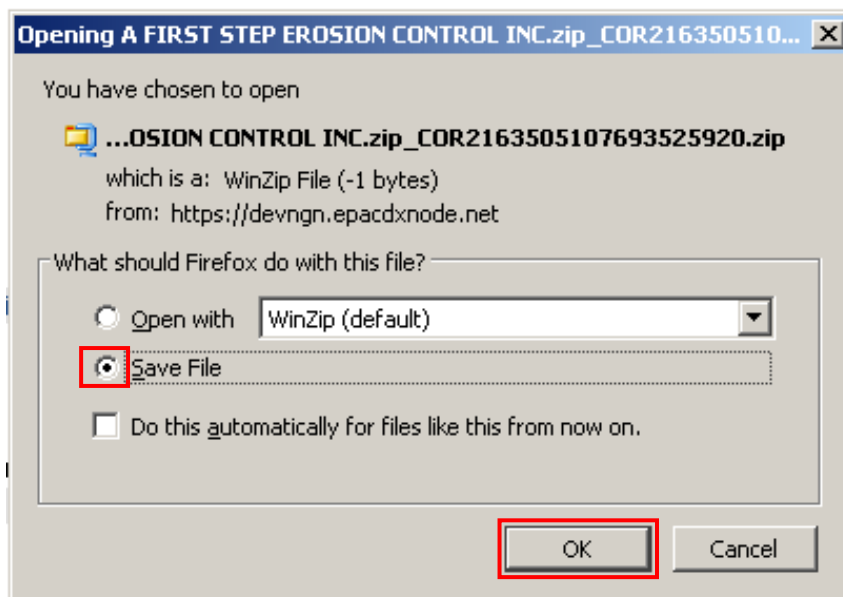 Opening A FIRST STEP EROSION CONTROL INC.zip_COR216350510...
You have chosen to open
...OSION CONTROL INC.zip_COR2163505107693525920.zip
which is a: WinZip File (-1 bytes)
from: https://devngn.epacdxnode.net
What should Firefox do with this file?
Open with WinZip (default)
Save File
Do this automatically for files like this from now on.
OK Cancel